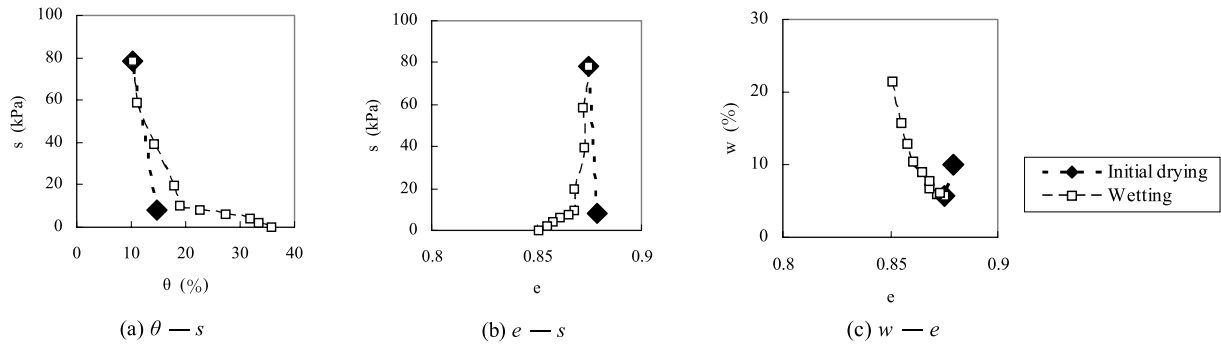 100
80
60
40
20
0
s (kPa)
0 10 20 30 40
θ (%)
(a) θ — s
100
80
60
40
20
0
s (kPa)
0.8 0.85 0.9
e
(b) e — s
30
20
10
0
w (%)
0.8 0.85 0.9
e
(c) w — e
Initial drying
Wetting